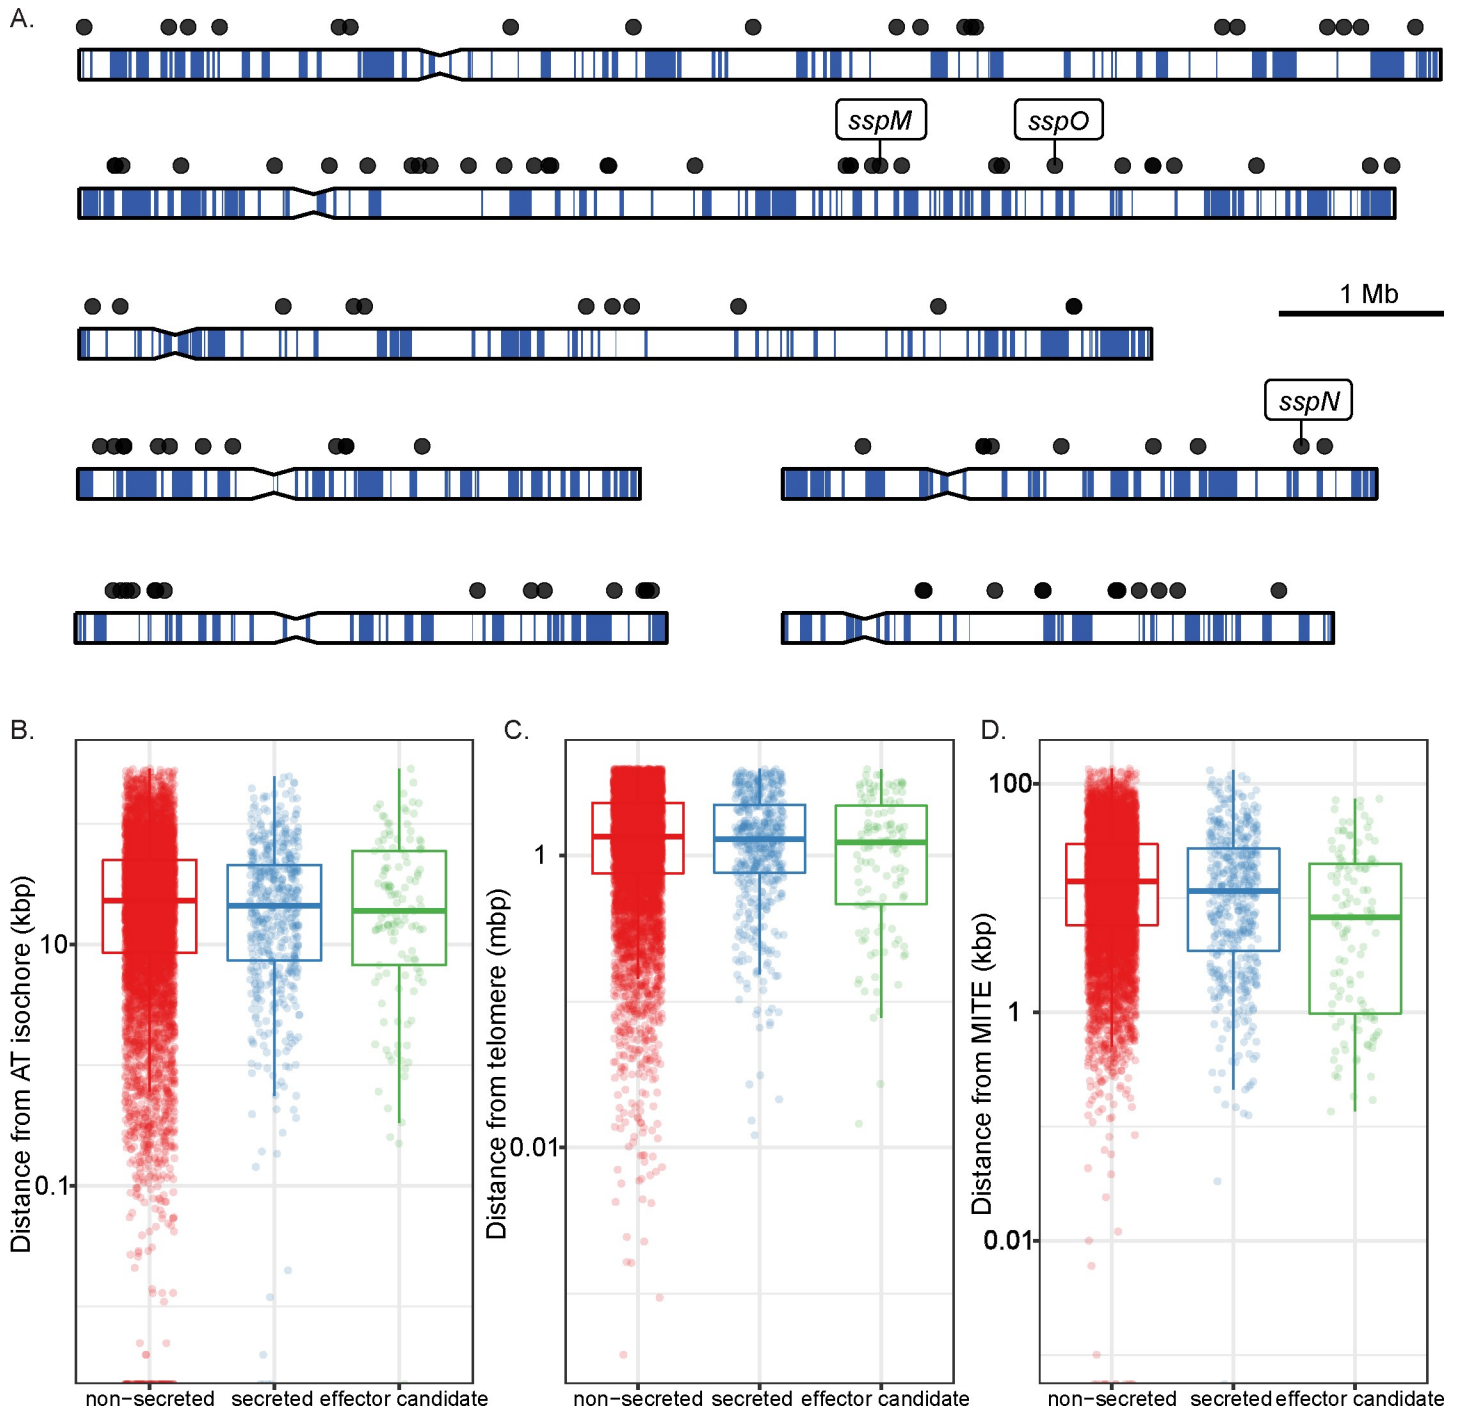 A.
sspM
sspO
1 Mb
sspN
B.
C.
D.
Distance from AT isochore (kbp)
10
0.1
non-secreted
secreted
effector candidate
Distance from telomere (mbp)
1
0.01
non-secreted
secreted
effector candidate
Distance from MITE (kbp)
100
1
0.01
non-secreted
secreted
effector candidate